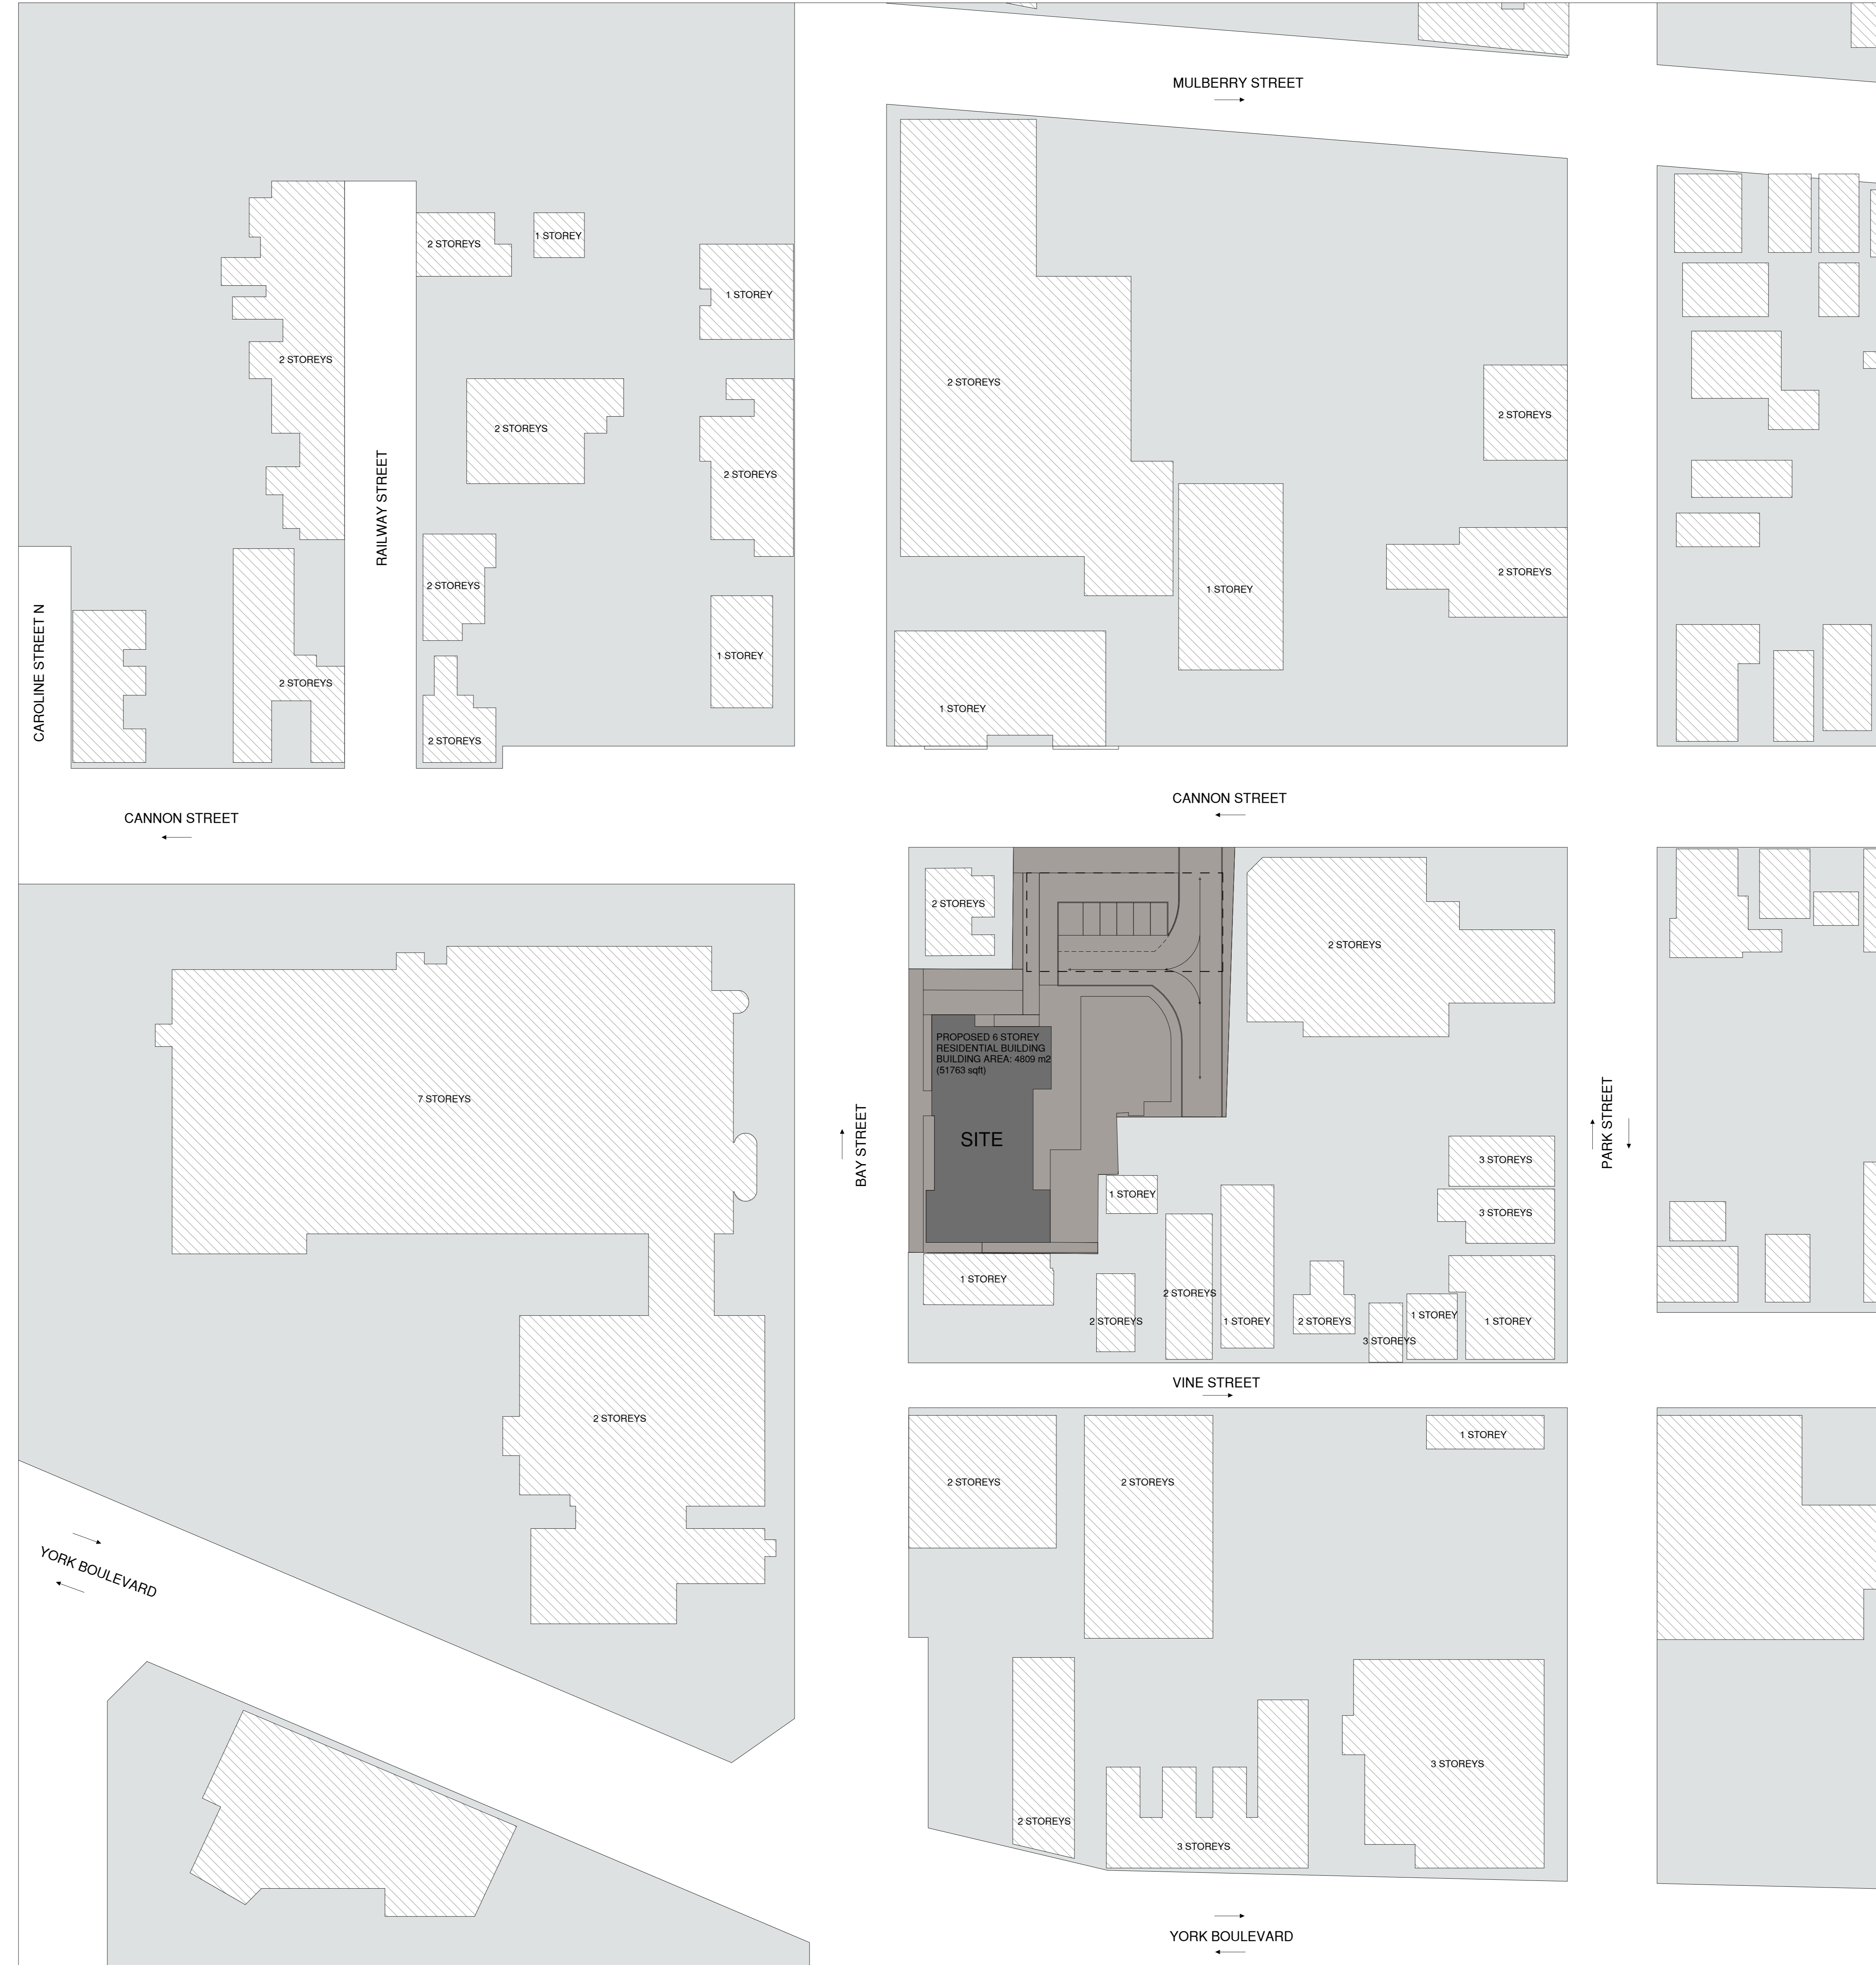 MULBERRY STREET
2 STOREYS
1 STOREY
1 STOREY
2 STOREYS
2 STOREYS
2 STOREYS
2 STOREYS
2 STOREYS
RAILWAY STREET
2 STOREYS
2 STOREYS
1 STOREY
2 STOREYS
CAROLINE STREET N
1 STOREY
2 STOREYS
1 STOREY
2 STOREYS
CANNON STREET
CANNON STREET
2 STOREYS
2 STOREYS
PROPOSED 6 STOREY
RESIDENTIAL BUILDING
BUILDING AREA: 4809 m2
(51763 sqft)
7 STOREYS
SITE
BAY STREET
PARK STREET
3 STOREYS
1 STOREY
3 STOREYS
1 STOREY
2 STOREYS
2 STOREYS
1 STOREY
2 STOREYS
1 STOREY
1 STOREY
3 STOREYS
VINE STREET
2 STOREYS
1 STOREY
2 STOREYS
2 STOREYS
YORK BOULEVARD
3 STOREYS
2 STOREYS
3 STOREYS
YORK BOULEVARD